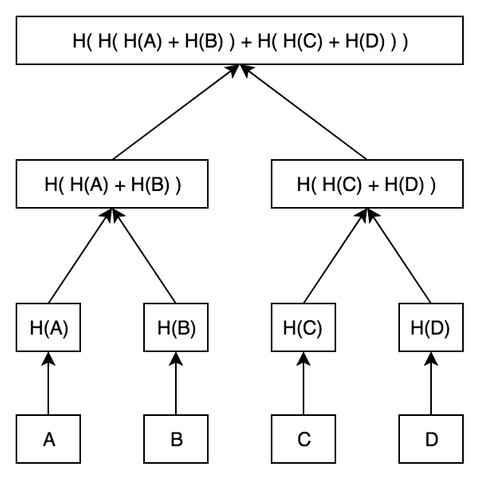 H( H( H(A) + H(B) ) + H( H(C) + H(D) ) )
H( H(A) + H(B) )
H( H(C) + H(D) )
H(A)
H(B)
H(C)
H(D)
A
B
C
D